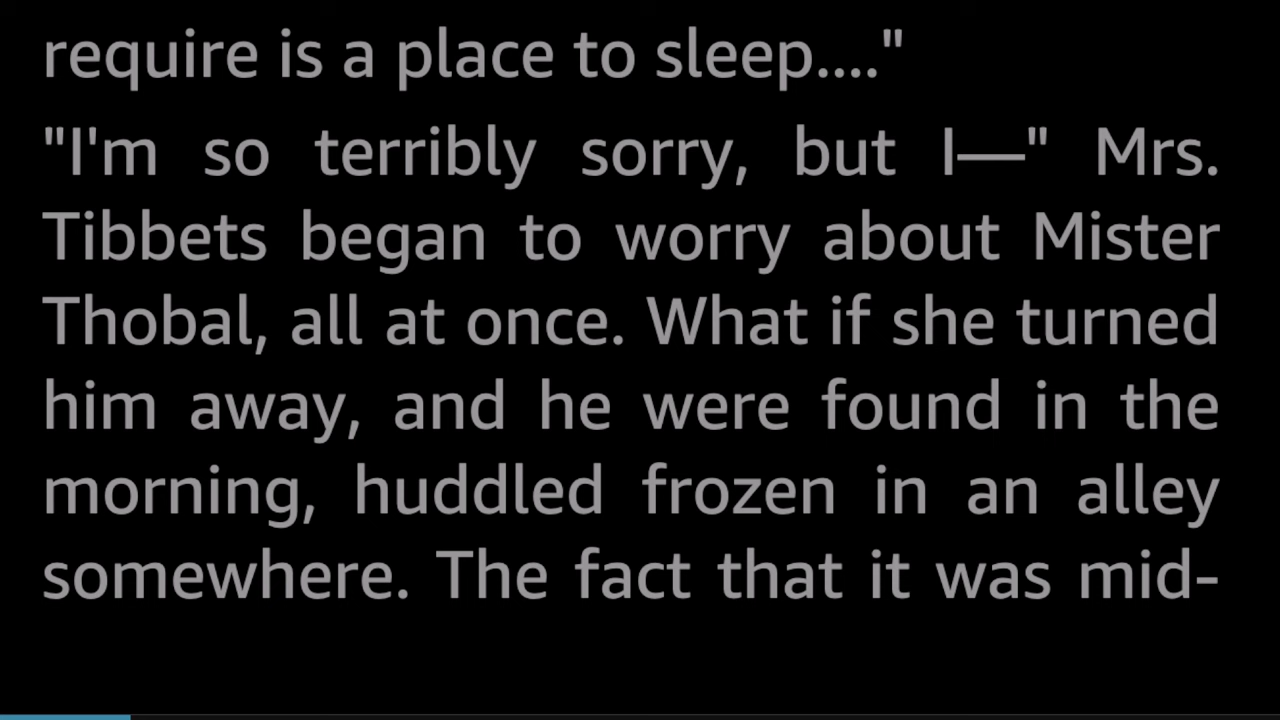 require is a place to sleep...."
"I'm so terribly sorry, but I—" Mrs.
Tibbets began to worry about Mister
Thobal, all at once. What if she turned
him away, and he were found in the
morning, huddled frozen in an alley
somewhere. The fact that it was mid-